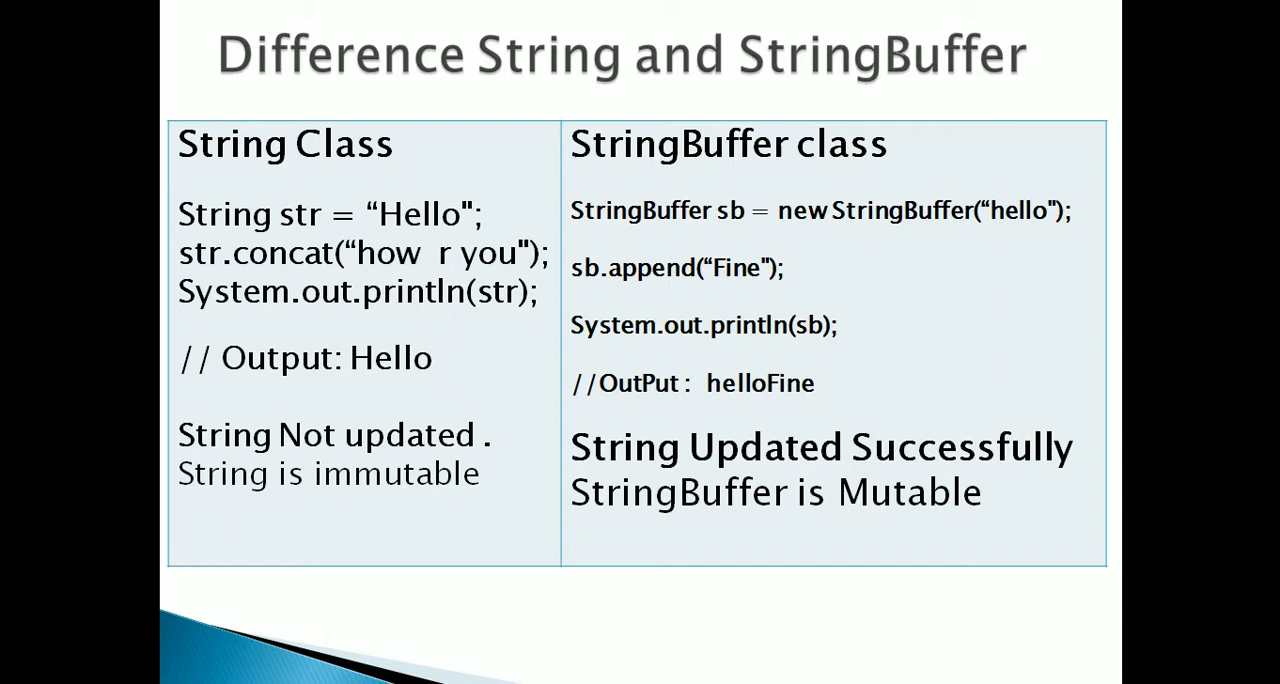 Difference String and StringBuffer
String Class
String str = “Hello";
str.concat(“how  r you");
System.out.println(str);
// Output: Hello
String Not updated .
String is immutable
StringBuffer class
StringBuffer sb = new StringBuffer(“hello");
sb.append(“Fine");
System.out.println(sb);
//OutPut :  helloFine
String Updated Successfully
StringBuffer is Mutable